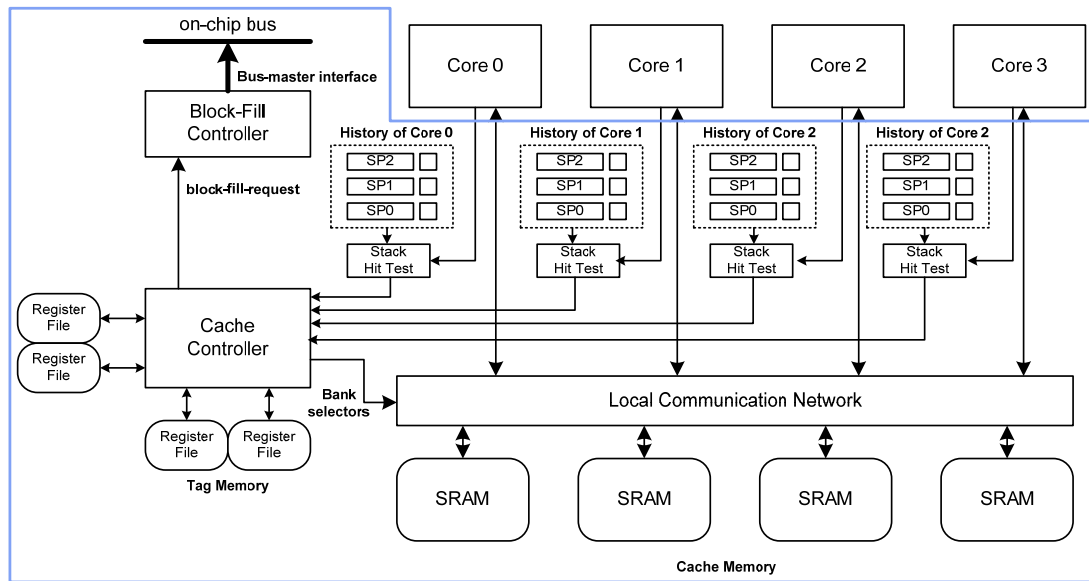 on-chip bus
Bus-master interface
Block-Fill
Controller
block-fill-request
Core 0
Core 1
Core 2
Core 3
History of Core 0
SP2
SP1
SP0
Stack
Hit Test
History of Core 1
SP2
SP1
SP0
Stack
Hit Test
History of Core 2
SP2
SP1
SP0
Stack
Hit Test
History of Core 2
SP2
SP1
SP0
Stack
Hit Test
Register
File
Register
File
Cache
Controller
Register
File
Register
File
Tag Memory
Bank
selectors
Local Communication Network
SRAM
SRAM
SRAM
SRAM
Cache Memory